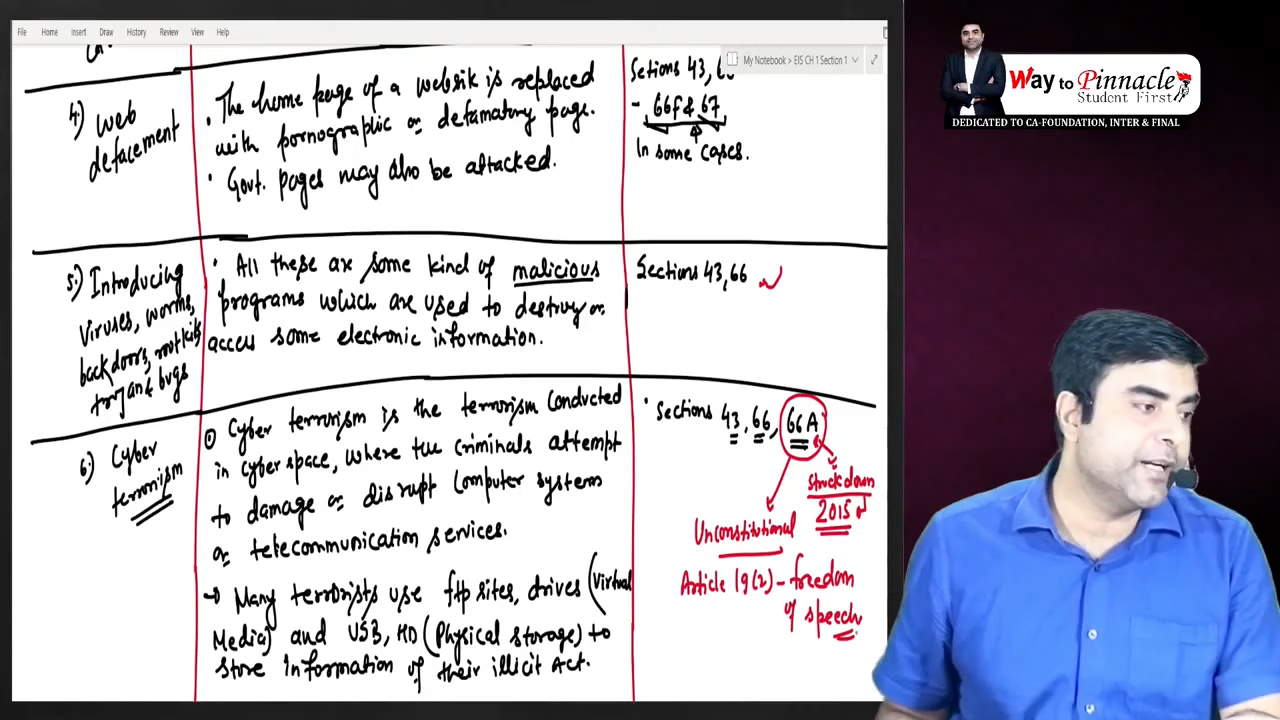 File Home Insert Draw History Review View Help
My Notebook > EIS CH 1 Section 1
4) Web
defacement
• The home page of a website is replaced
with pornographic or defamatory page.
• Govt. pages may also be attacked.
Sections 43, 66
- 66F & 67
In some cases.
5.) Introducing
Viruses, worms,
backdoors, rootkits
trojan & bugs
• All these are some kind of malicious
programs which are used to destroy or
access some electronic information.
Sections 43,66
6.) Cyber
terrorism
Cyber terrorism is the terrorism conducted
in cyber space, where the criminals attempt
to damage or disrupt computer systems
or telecommunication services.
→ Many terrorists use ftp sites, drives (Virtual
Media) and USB, HD (Physical storage) to
store information of their illicit Act.
• Sections 43, 66, 66A
Struckdown
2015
Unconstitutional
Article 19(2) - freedom
of speech
Way to Pinnacle
Student First
DEDICATED TO CA-FOUNDATION, INTER & FINAL